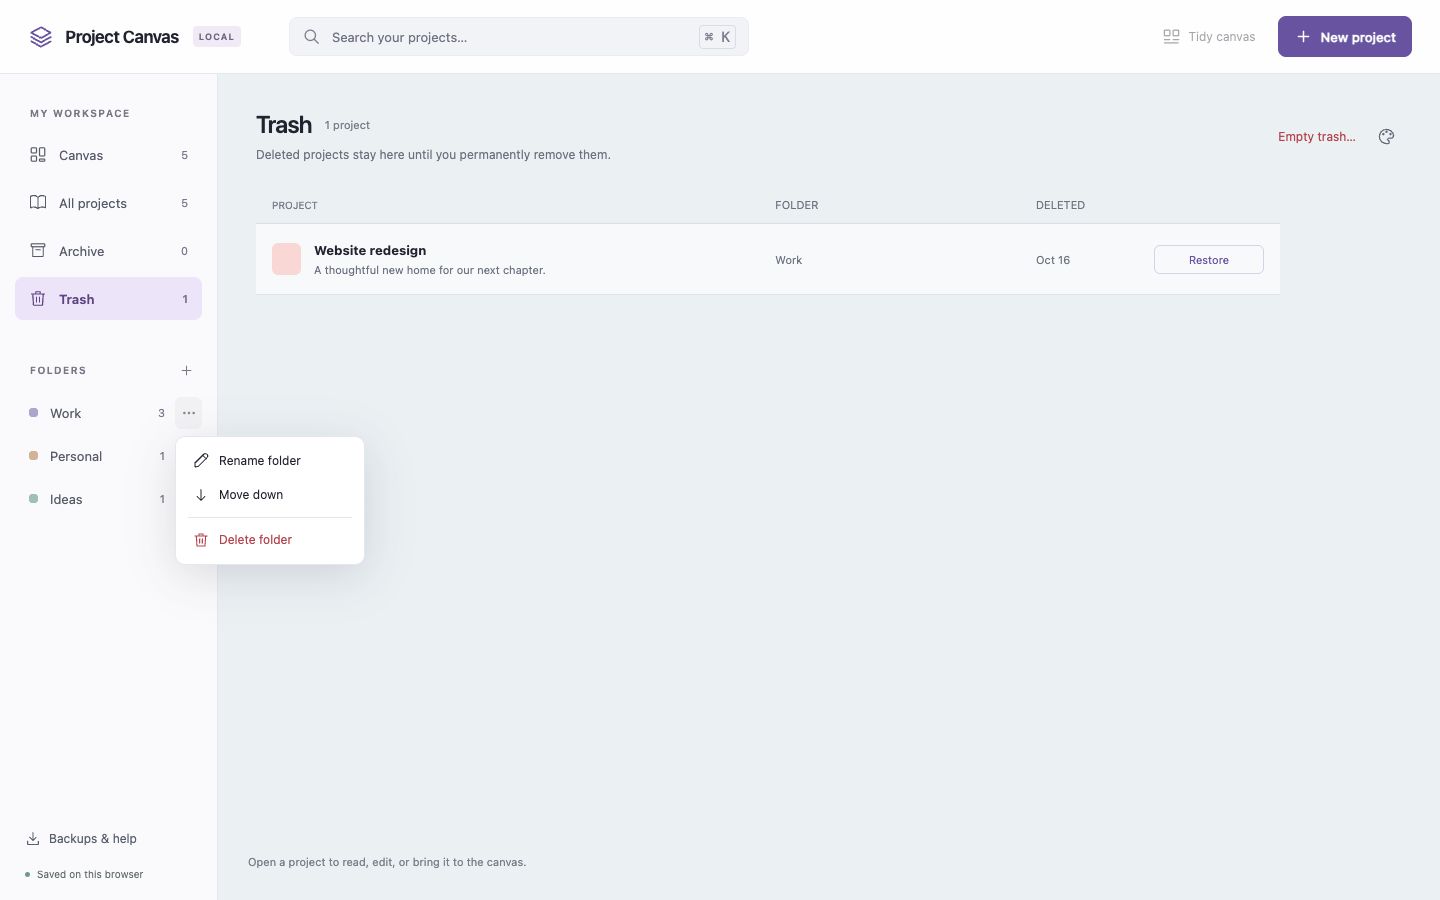 Project Canvas LOCAL
Search your projects... ⌘ K
Tidy canvas
New project
MY WORKSPACE
Canvas 5
All projects 5
Archive 0
Trash 1
FOLDERS
Work 3
Personal 1
Ideas 1
Rename folder
Move down
Delete folder
Backups & help
Saved on this browser
Trash 1 project
Deleted projects stay here until you permanently remove them.
Empty trash...
PROJECT FOLDER DELETED
Website redesign
A thoughtful new home for our next chapter.
Work Oct 16 Restore
Open a project to read, edit, or bring it to the canvas.